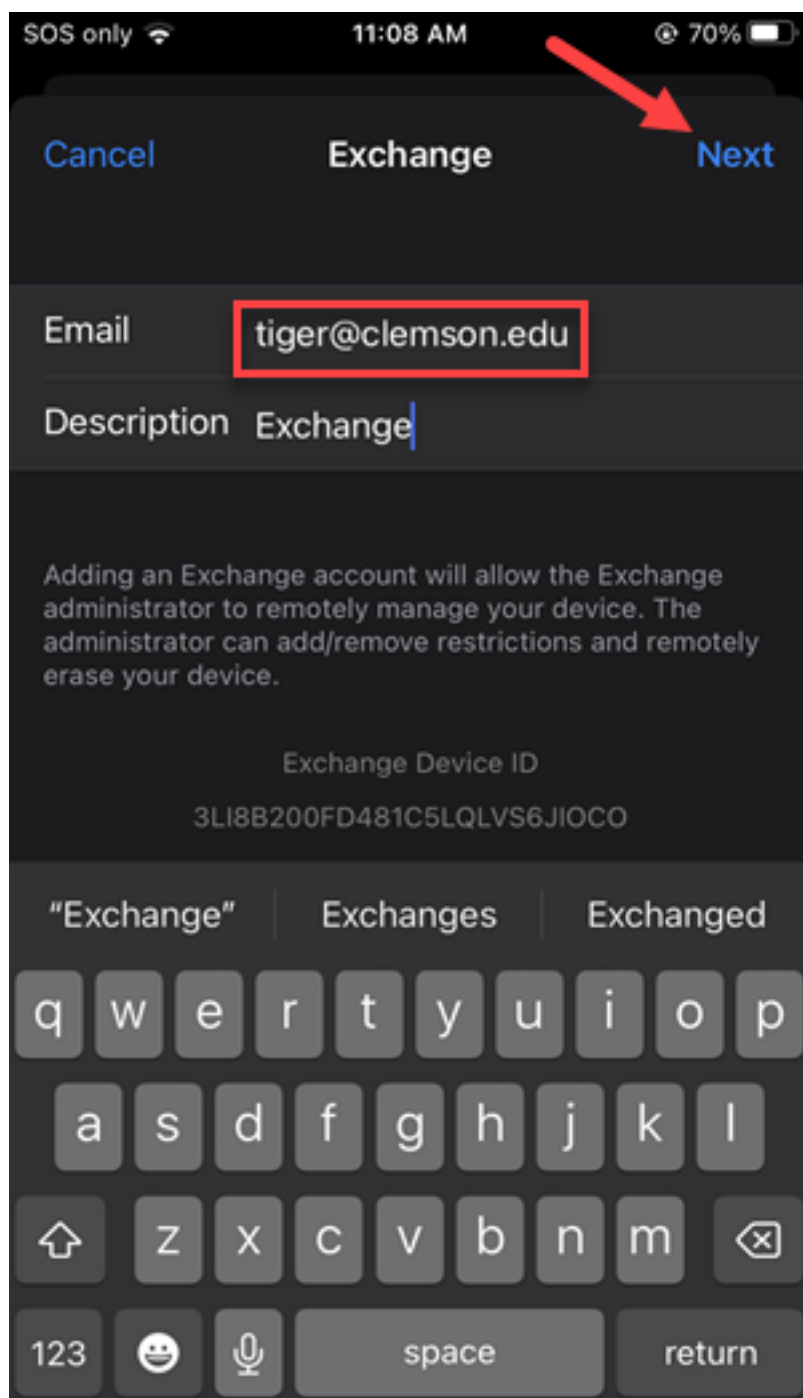 SOS only 11:08 AM 70%
Cancel Exchange Next
Email tiger@clemson.edu
Description Exchange
Adding an Exchange account will allow the Exchange
administrator to remotely manage your device. The
administrator can add/remove restrictions and remotely
erase your device.
Exchange Device ID
3LI8B200FD481C5LQLVS6JIOCO
“Exchange” Exchanges Exchanged
q w e r t y u i o p
a s d f g h j k l
z x c v b n m
123 space return